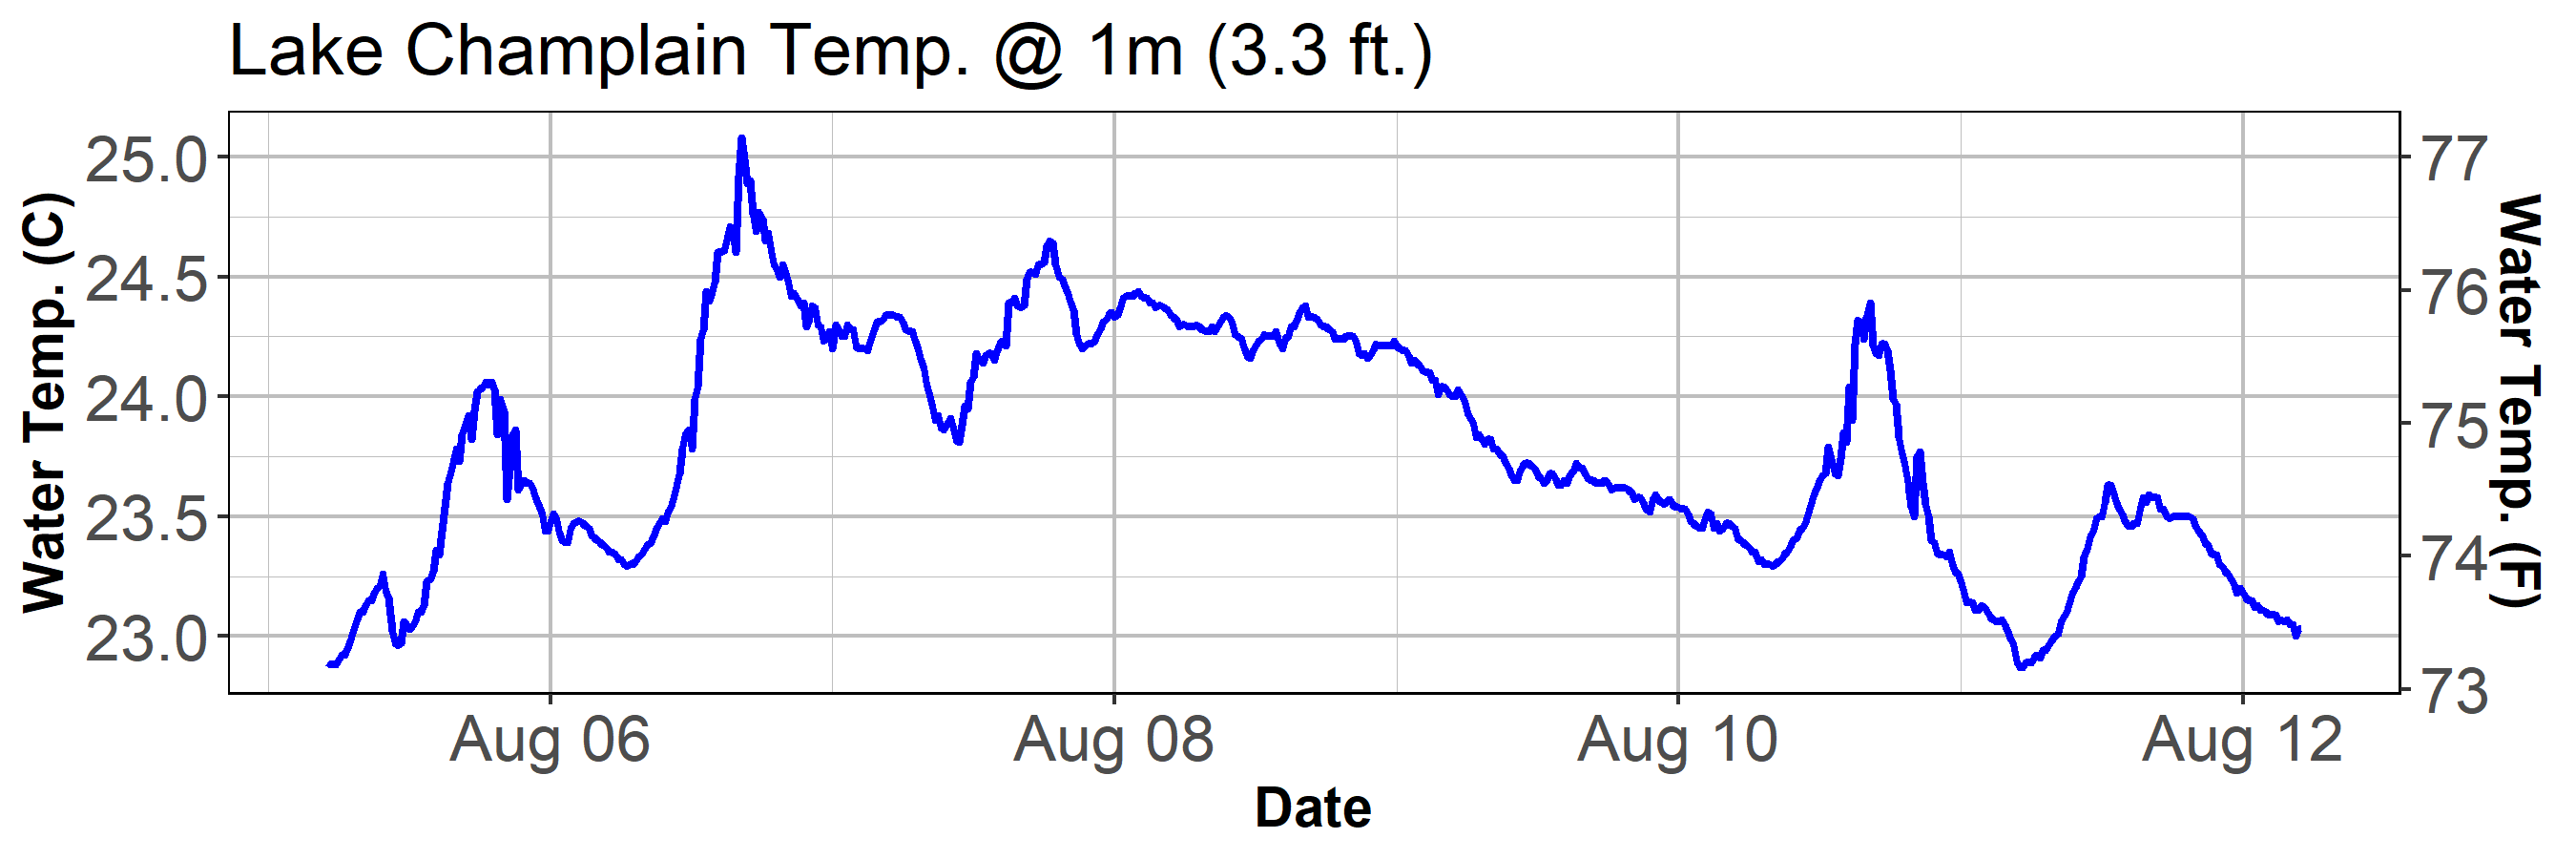 Lake Champlain Temp. @ 1m (3.3 ft.)
Water Temp. (C)
25.0
24.5
24.0
23.5
23.0
77
76
75
74
73
Water Temp. (F)
Aug 06
Aug 08
Aug 10
Aug 12
Date